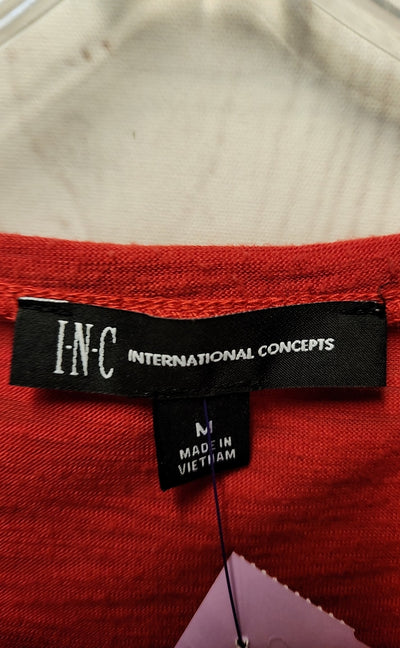 I·N·C INTERNATIONAL CONCEPTS
M
MADE IN
VIETNAM